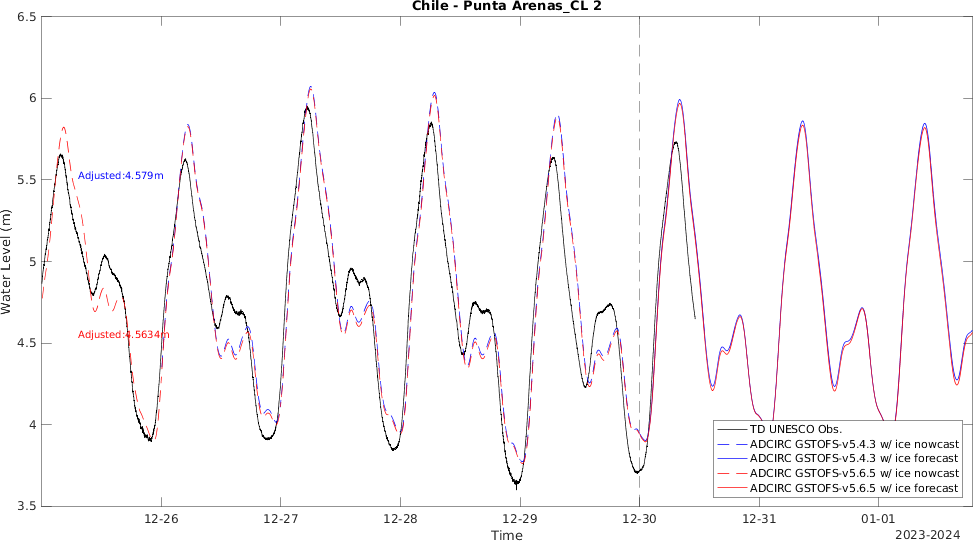 Chile - Punta Arenas_CL 2
6.5
6
5.5
5
4.5
4
3.5
Water Level (m)
Adjusted:4.579m
Adjusted:4.5634m
TD UNESCO Obs.
ADCIRC GSTOFS-v5.4.3 w/ ice nowcast
ADCIRC GSTOFS-v5.4.3 w/ ice forecast
ADCIRC GSTOFS-v5.6.5 w/ ice nowcast
ADCIRC GSTOFS-v5.6.5 w/ ice forecast
12-26 12-27 12-28 12-29 12-30 12-31 01-01
Time
2023-2024